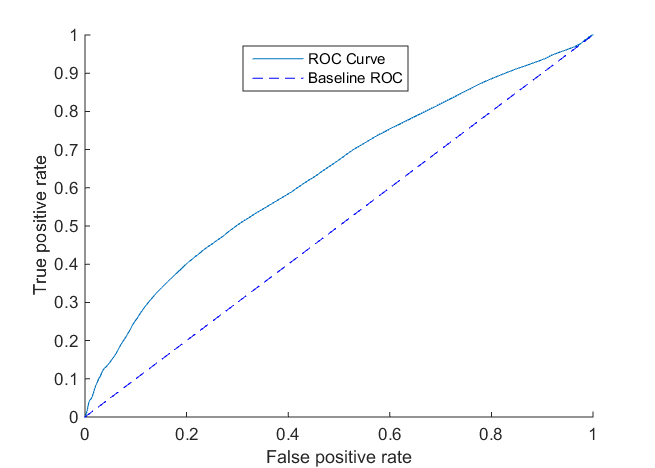 1
0.9
0.8
0.7
0.6
0.5
0.4
0.3
0.2
0.1
0
True positive rate
ROC Curve
Baseline ROC
0 0.2 0.4 0.6 0.8 1
False positive rate